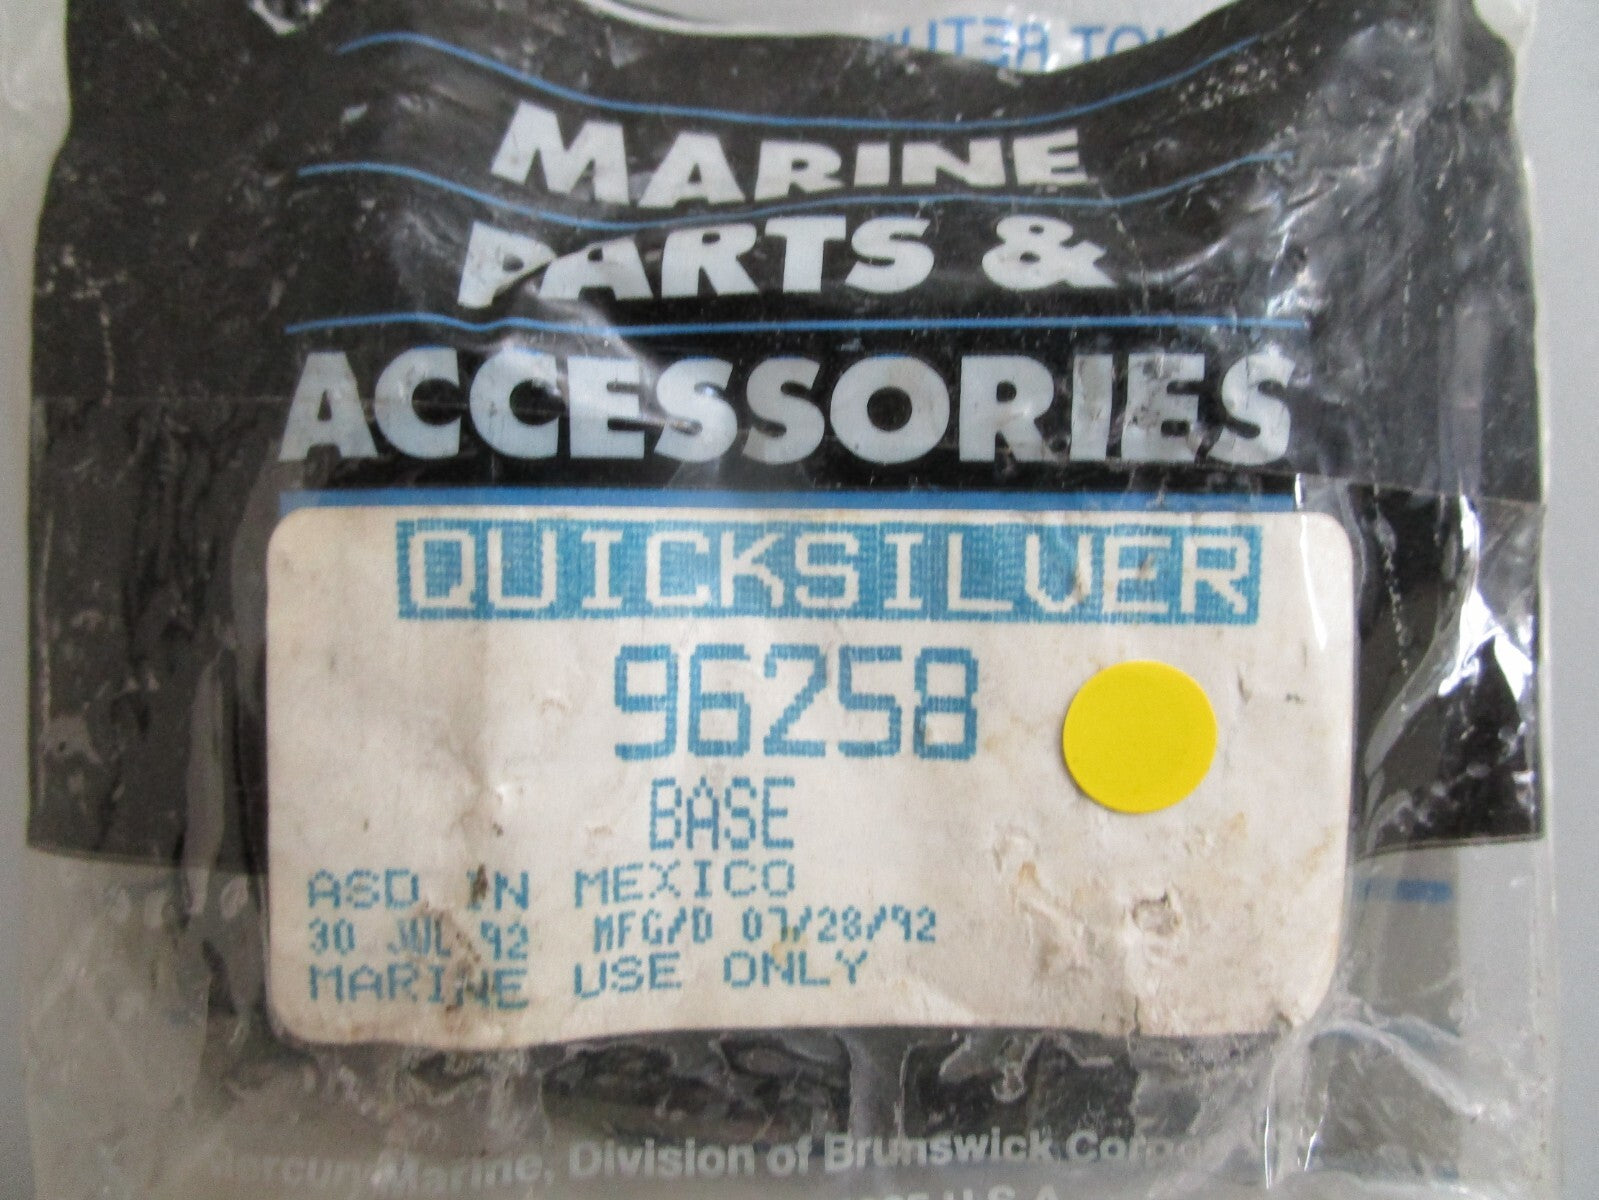 MARINE
PARTS &
ACCESSORIES
QUICKSILVER
96258
BASE
ASD IN MEXICO
30 JUL 92 MFG/D 07/28/92
MARINE USE ONLY
Mercury Marine, Division of Brunswick
U.S.A.